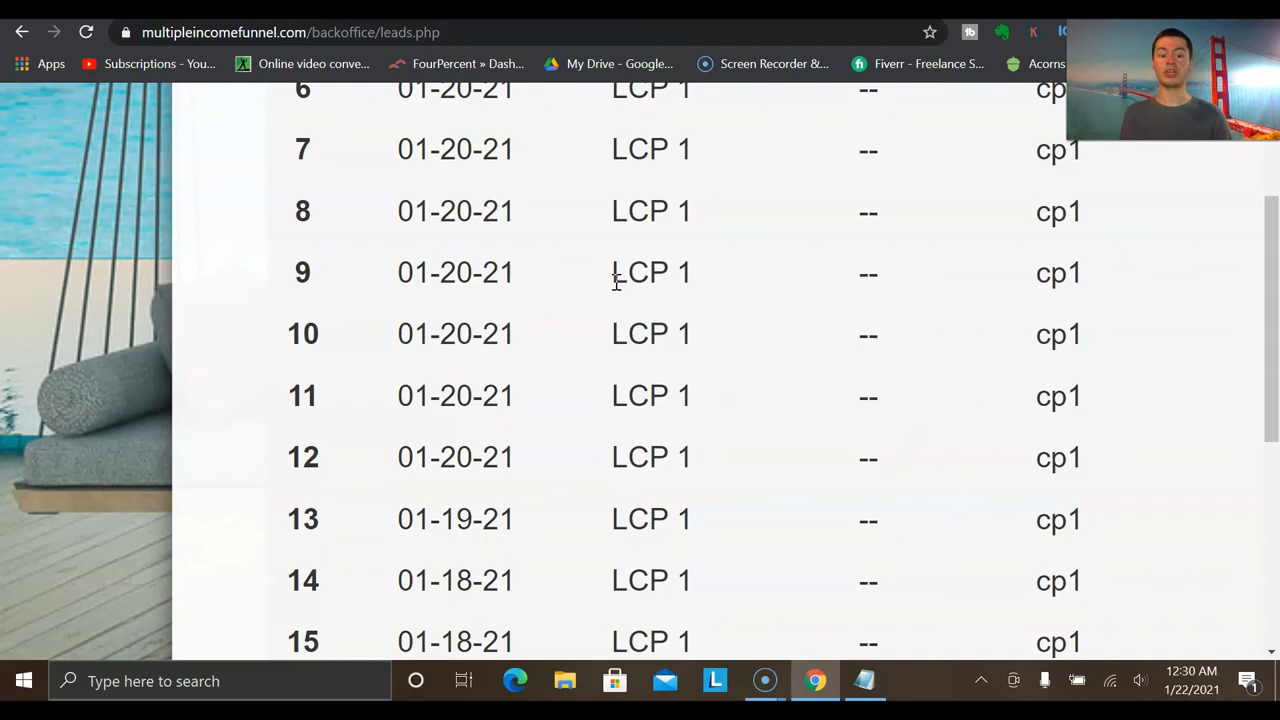 multipleincomefunnel.com/backoffice/leads.php
Apps Subscriptions - You... Online video conve... FourPercent » Dash... My Drive - Google... Screen Recorder &... Fiverr - Freelance S... Acorns
6 01-20-21 LCP 1 -- cp1
7 01-20-21 LCP 1 -- cp1
8 01-20-21 LCP 1 -- cp1
9 01-20-21 LCP 1 -- cp1
10 01-20-21 LCP 1 -- cp1
11 01-20-21 LCP 1 -- cp1
12 01-20-21 LCP 1 -- cp1
13 01-19-21 LCP 1 -- cp1
14 01-18-21 LCP 1 -- cp1
15 01-18-21 LCP 1 -- cp1
Type here to search
12:30 AM
1/22/2021